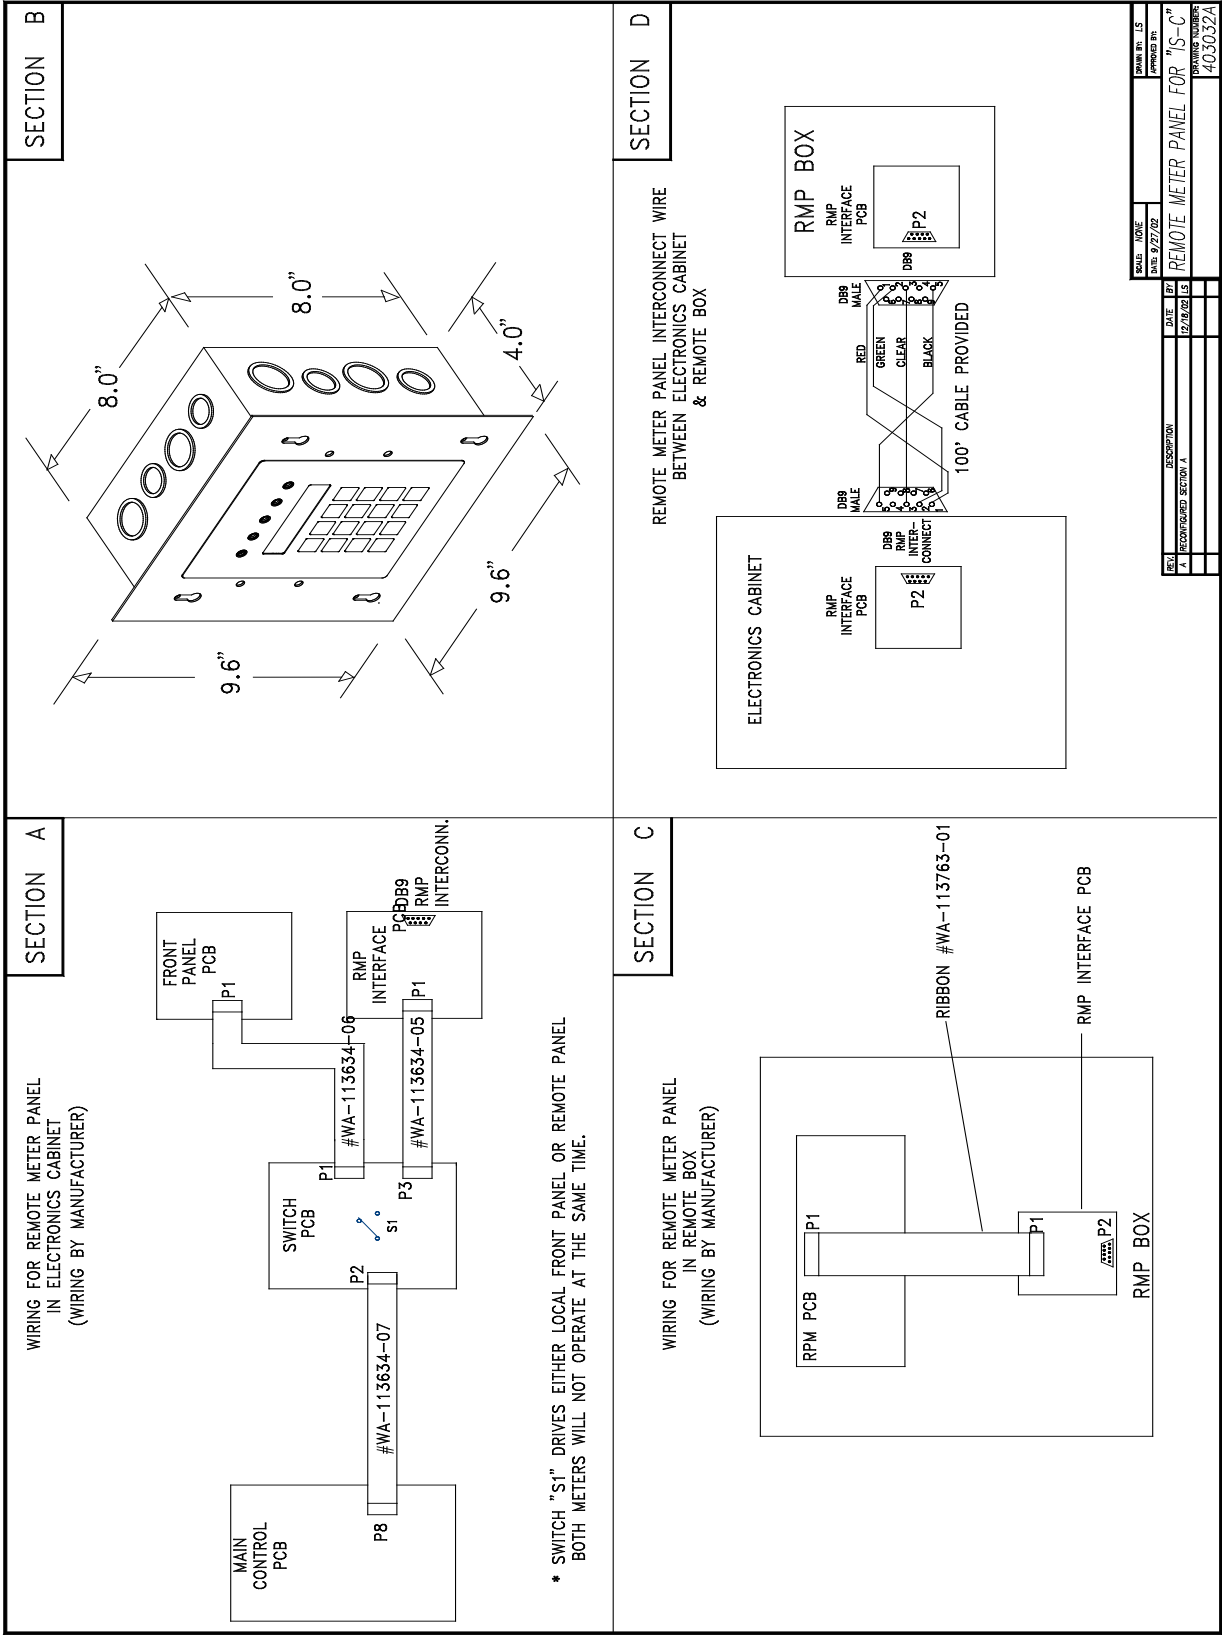 SECTION A
WIRING FOR REMOTE METER PANEL
IN ELECTRONICS CABINET
(WIRING BY MANUFACTURER)
MAIN
CONTROL
PCB
P8
#WA-113634-07
P2
SWITCH
PCB
S1
P1
P3
#WA-113634-06
#WA-113634-05
FRONT
PANEL
PCB
P1
RMP
INTERFACE
PCB
P1
DB9
RMP
INTERCONN.
* SWITCH "S1" DRIVES EITHER LOCAL FRONT PANEL OR REMOTE PANEL
BOTH METERS WILL NOT OPERATE AT THE SAME TIME.
SECTION B
8.0"
8.0"
4.0"
9.6"
9.6"
SECTION C
WIRING FOR REMOTE METER PANEL
IN REMOTE BOX
(WIRING BY MANUFACTURER)
RPM PCB
P1
P1
P2
RMP BOX
RIBBON #WA-113763-01
RMP INTERFACE PCB
SECTION D
REMOTE METER PANEL INTERCONNECT WIRE
BETWEEN ELECTRONICS CABINET
& REMOTE BOX
ELECTRONICS CABINET
RMP
INTERFACE
PCB
P2
DB9
RMP
INTER-
CONNECT
DB9
MALE
RED
GREEN
CLEAR
BLACK
100' CABLE PROVIDED
DB9
MALE
DB9
RMP BOX
RMP
INTERFACE
PCB
P2
REV. DESCRIPTION DATE BY
A RECONFIGURED SECTION A 12/18/02 LS
SCALE: NONE
DATE: 9/27/02
DRAWN BY: LS
APPROVED BY:
REMOTE METER PANEL FOR "IS-C"
DRAWING NUMBER:
403032A